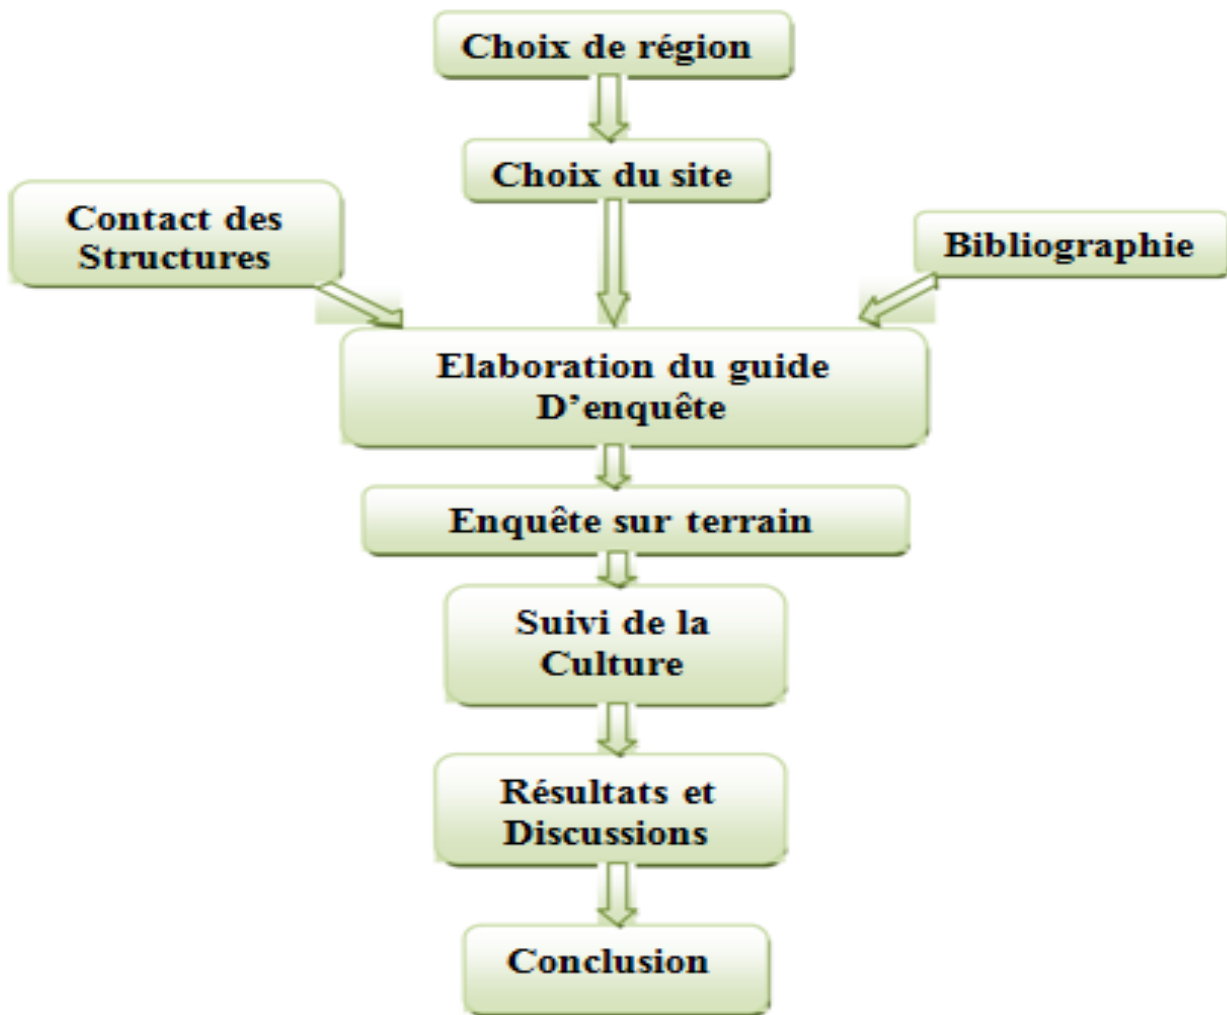 Choix de région
Choix du site
Contact des
Structures
Bibliographie
Elaboration du guide
D’enquête
Enquête sur terrain
Suivi de la
Culture
Résultats et
Discussions
Conclusion